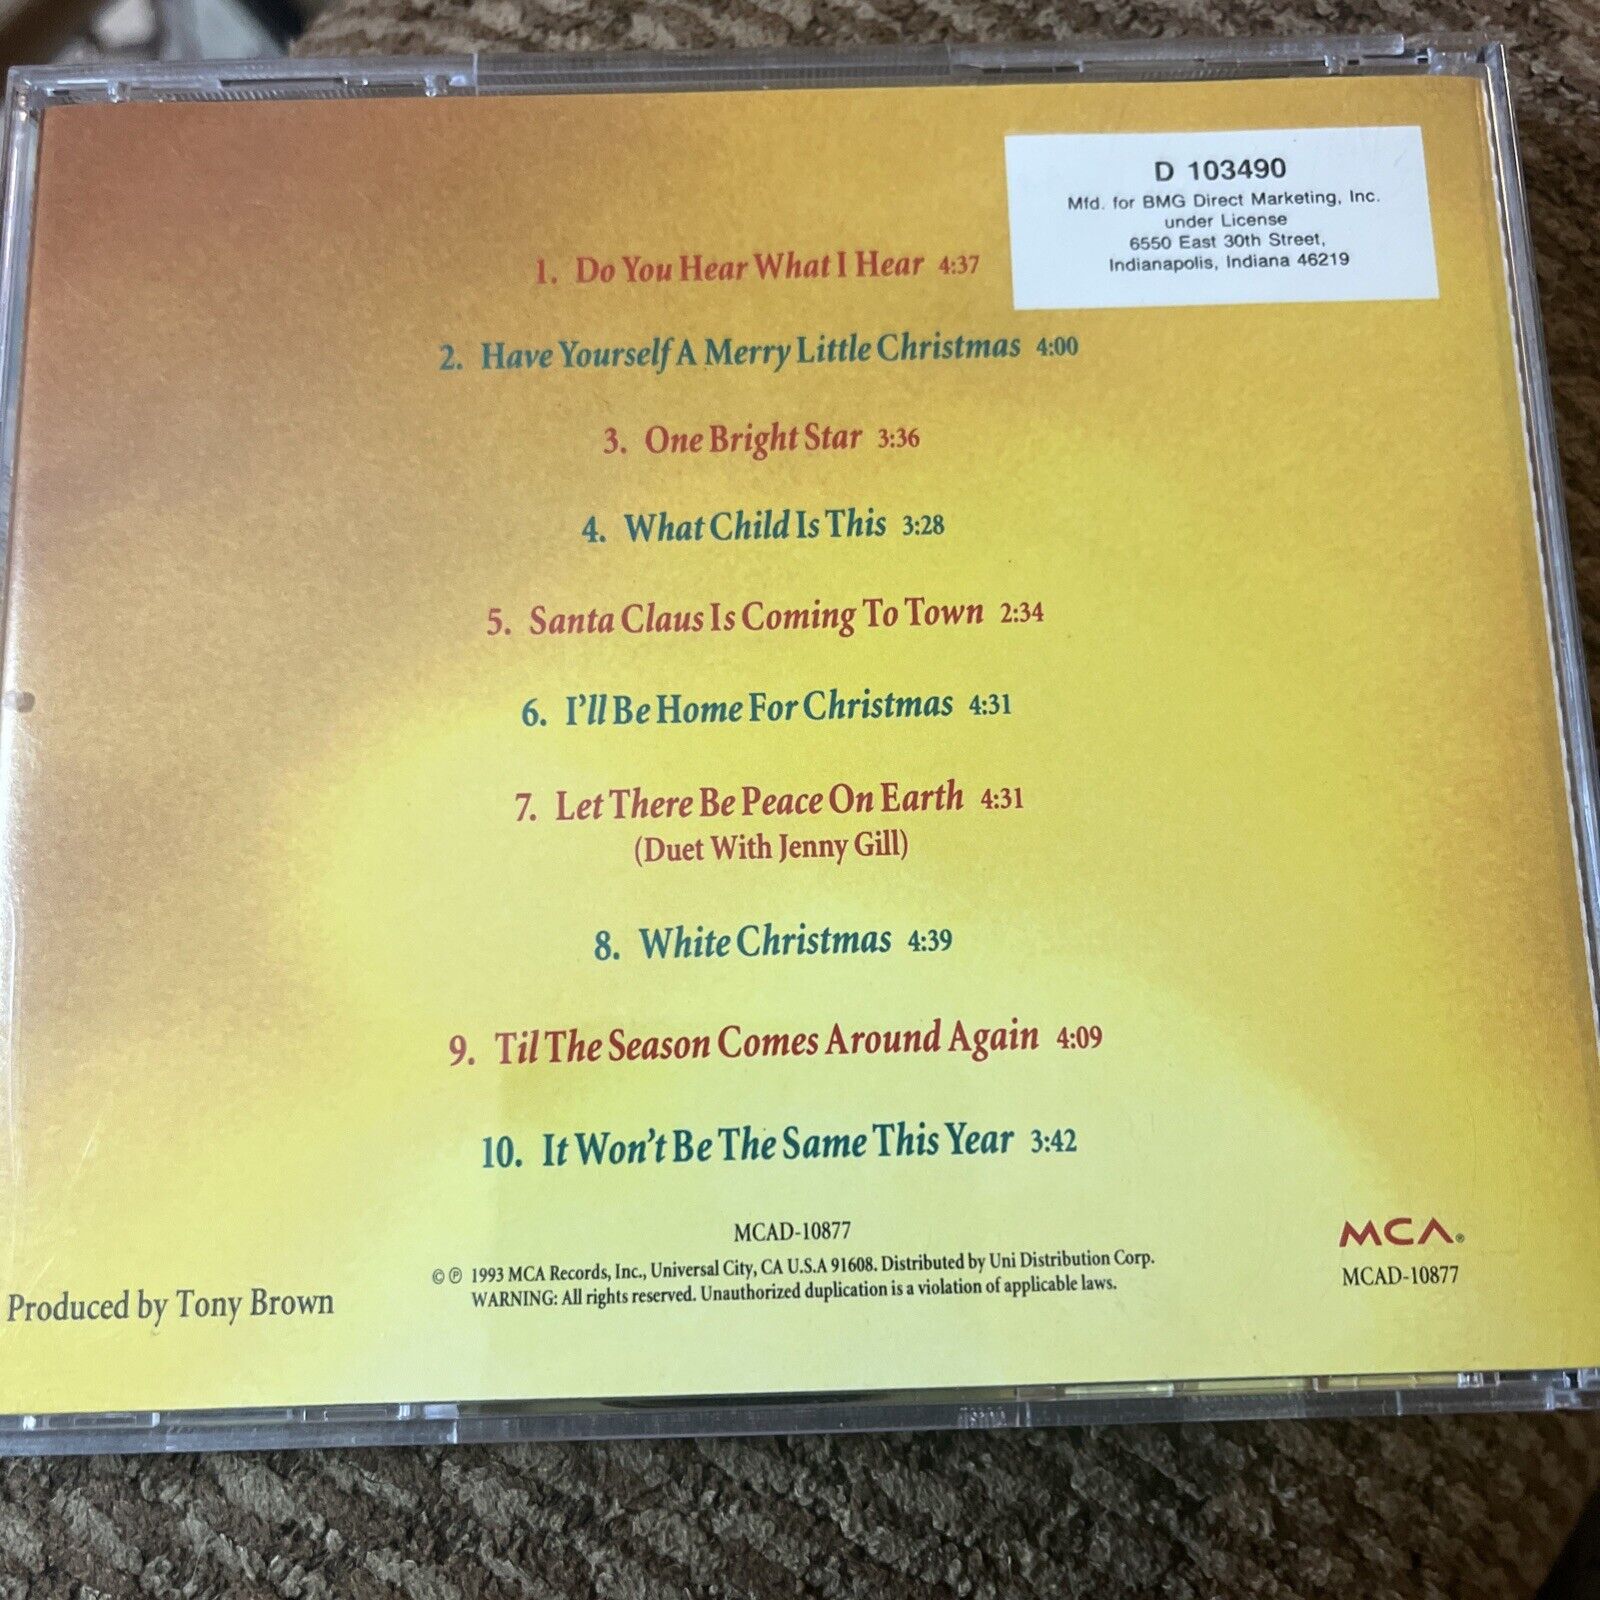 D 103490
Mfd. for BMG Direct Marketing, Inc.
under License
6550 East 30th Street,
Indianapolis, Indiana 46219
1. Do You Hear What I Hear 4:37
2. Have Yourself A Merry Little Christmas 4:00
3. One Bright Star 3:36
4. What Child Is This 3:28
5. Santa Claus Is Coming To Town 2:34
6. I'll Be Home For Christmas 4:31
7. Let There Be Peace On Earth 4:31
(Duet With Jenny Gill)
8. White Christmas 4:39
9. Til The Season Comes Around Again 4:09
10. It Won't Be The Same This Year 3:42
MCAD-10877
© ℗ 1993 MCA Records, Inc., Universal City, CA U.S.A 91608. Distributed by Uni Distribution Corp.
WARNING: All rights reserved. Unauthorized duplication is a violation of applicable laws.
Produced by Tony Brown
MCA®
MCAD-10877